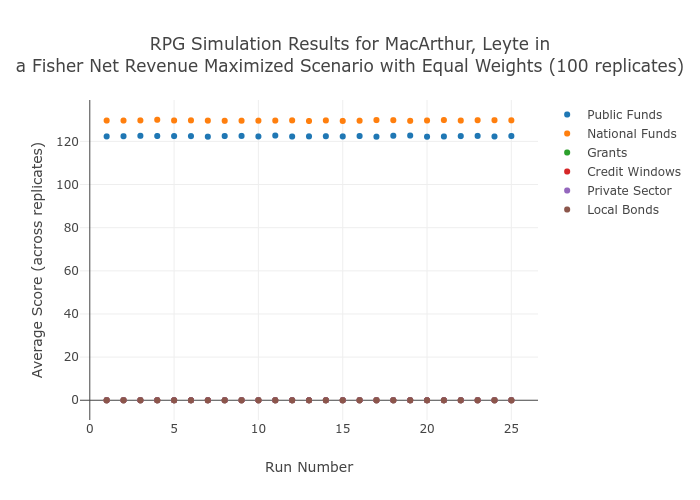 RPG Simulation Results for MacArthur, Leyte in
a Fisher Net Revenue Maximized Scenario with Equal Weights (100 replicates)
Average Score (across replicates)
120
100
80
60
40
20
0
0
5
10
15
20
25
Run Number
Public Funds
National Funds
Grants
Credit Windows
Private Sector
Local Bonds